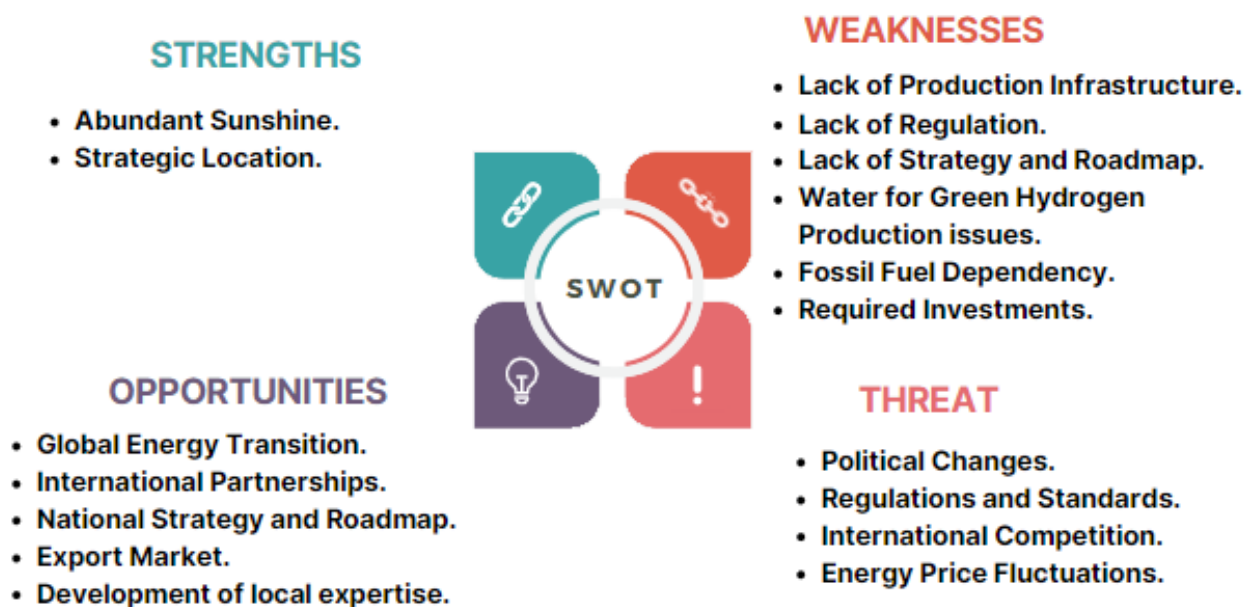 STRENGTHS
• Abundant Sunshine.
• Strategic Location.
WEAKNESSES
• Lack of Production Infrastructure.
• Lack of Regulation.
• Lack of Strategy and Roadmap.
• Water for Green Hydrogen
Production issues.
• Fossil Fuel Dependency.
• Required Investments.
SWOT
OPPORTUNITIES
• Global Energy Transition.
• International Partnerships.
• National Strategy and Roadmap.
• Export Market.
• Development of local expertise.
THREAT
• Political Changes.
• Regulations and Standards.
• International Competition.
• Energy Price Fluctuations.